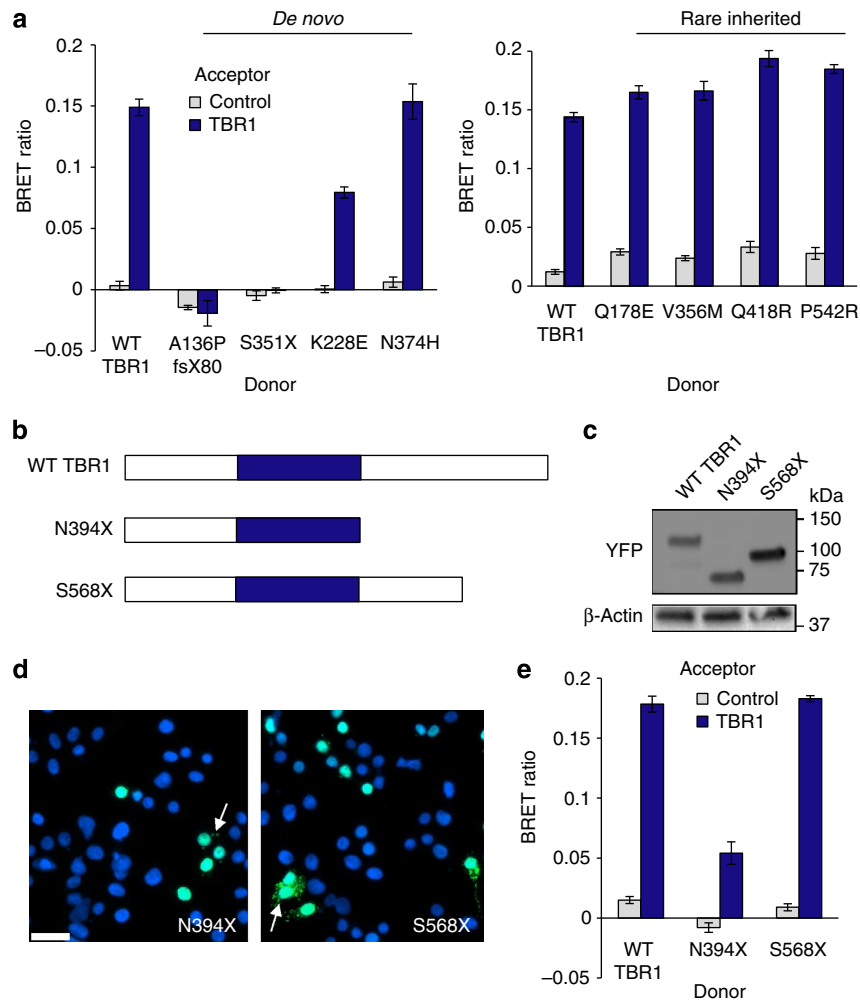 a
De novo
Rare inherited
0.2
0.15
0.1
0.05
0
−0.05
BRET ratio
Acceptor
Control
TBR1
WT TBR1
A136P fsX80
S351X
K228E
N374H
Donor
0.2
0.15
0.1
0.05
0
BRET ratio
WT TBR1
Q178E
V356M
Q418R
P542R
Donor
b
WT TBR1
N394X
S568X
c
WT TBR1
N394X
S568X
kDa
YFP
150
100
75
β-Actin
37
d
N394X
S568X
e
Acceptor
Control
TBR1
0.2
0.15
0.1
0.05
0
−0.05
BRET ratio
WT TBR1
N394X
S568X
Donor